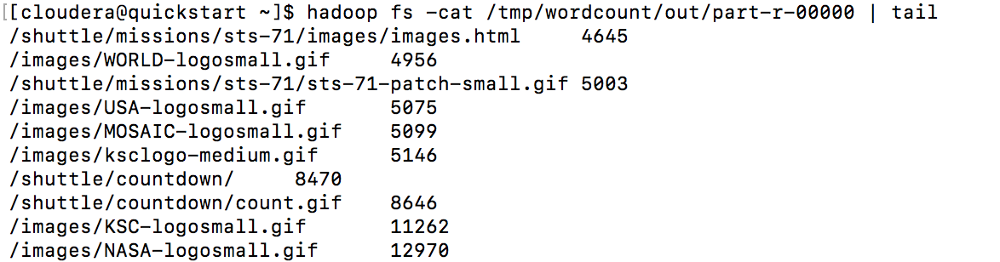 [[cloudera@quickstart ~]$ hadoop fs -cat /tmp/wordcount/out/part-r-00000 | tail
/shuttle/missions/sts-71/images/images.html	4645
/images/WORLD-logosmall.gif	4956
/shuttle/missions/sts-71/sts-71-patch-small.gif	5003
/images/USA-logosmall.gif	5075
/images/MOSAIC-logosmall.gif	5099
/images/ksclogo-medium.gif	5146
/shuttle/countdown/	8470
/shuttle/countdown/count.gif	8646
/images/KSC-logosmall.gif	11262
/images/NASA-logosmall.gif	12970